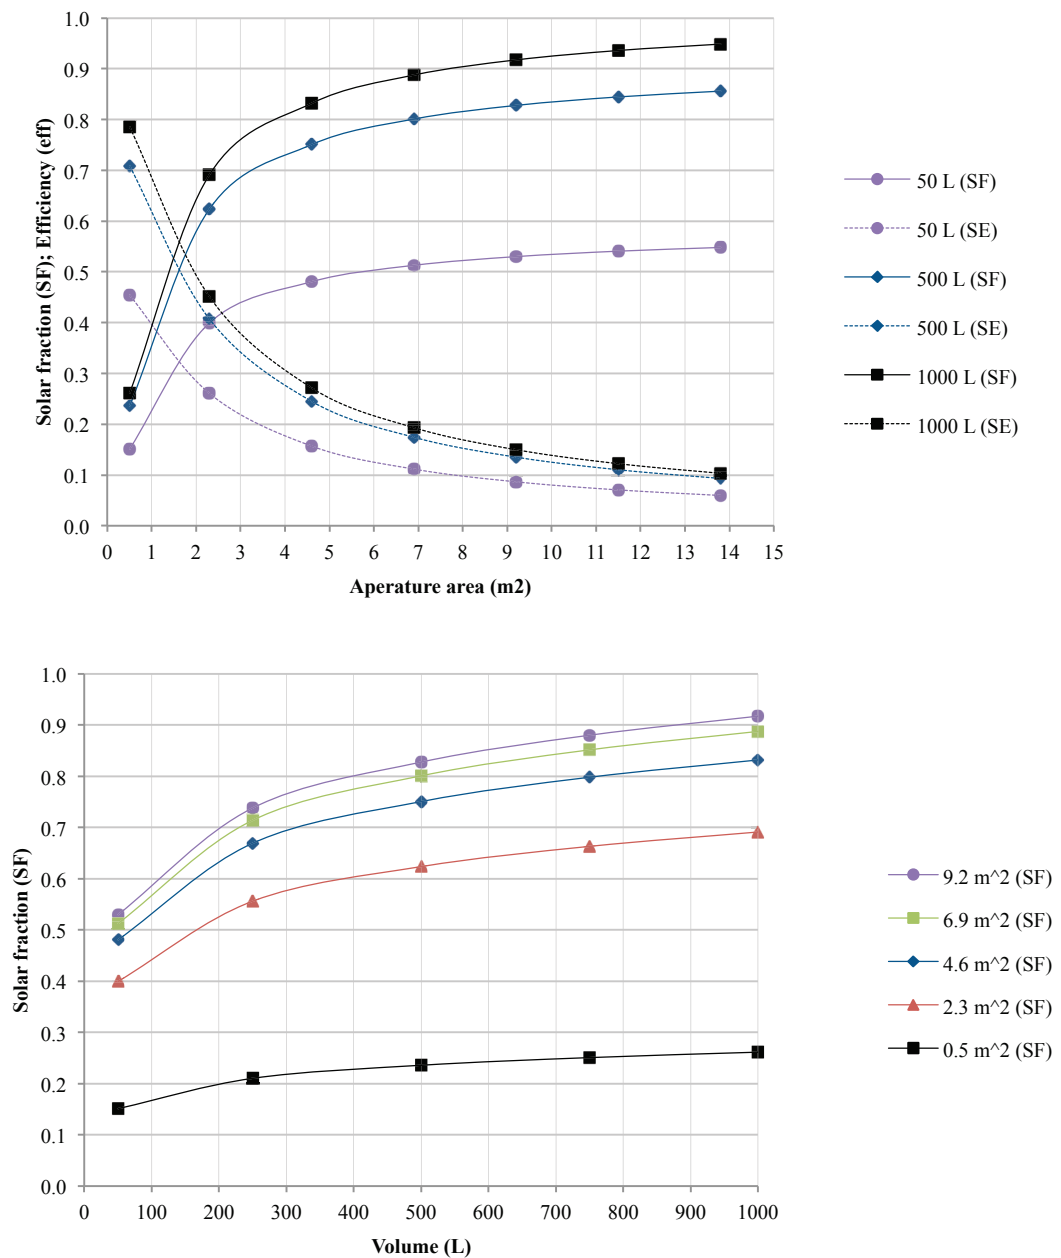 Solar fraction (SF); Efficiency (eff)
1.0
0.9
0.8
0.7
0.6
0.5
0.4
0.3
0.2
0.1
0.0
0 1 2 3 4 5 6 7 8 9 10 11 12 13 14 15
Aperature area (m2)
50 L (SF)
50 L (SE)
500 L (SF)
500 L (SE)
1000 L (SF)
1000 L (SE)
Solar fraction (SF)
1.0
0.9
0.8
0.7
0.6
0.5
0.4
0.3
0.2
0.1
0.0
0 100 200 300 400 500 600 700 800 900 1000
Volume (L)
9.2 m^2 (SF)
6.9 m^2 (SF)
4.6 m^2 (SF)
2.3 m^2 (SF)
0.5 m^2 (SF)